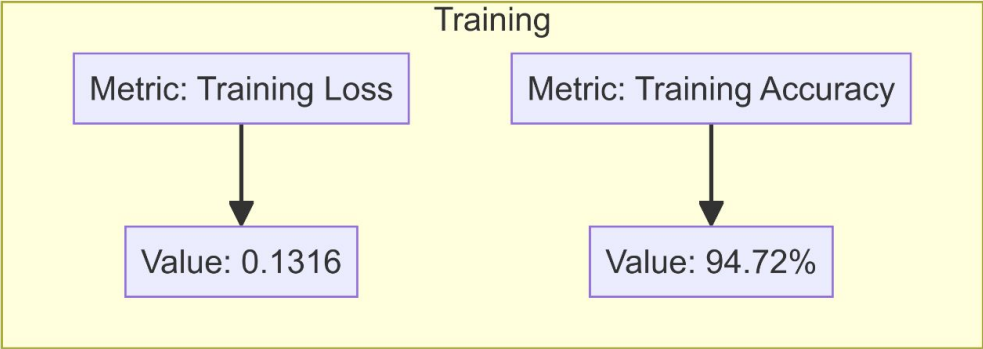 Training
Metric: Training Loss
Metric: Training Accuracy
Value: 0.1316
Value: 94.72%